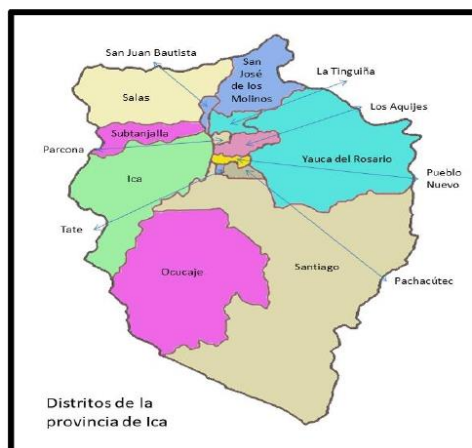 San Juan Bautista
San
José
de los
Molinos
La Tinguiña
Salas
Los Aquijes
Subtanjalla
Parcona
Yauca del Rosario
Ica
Pueblo
Nuevo
Tate
Santiago
Ocucaje
Pachacútec
Distritos de la
provincia de Ica